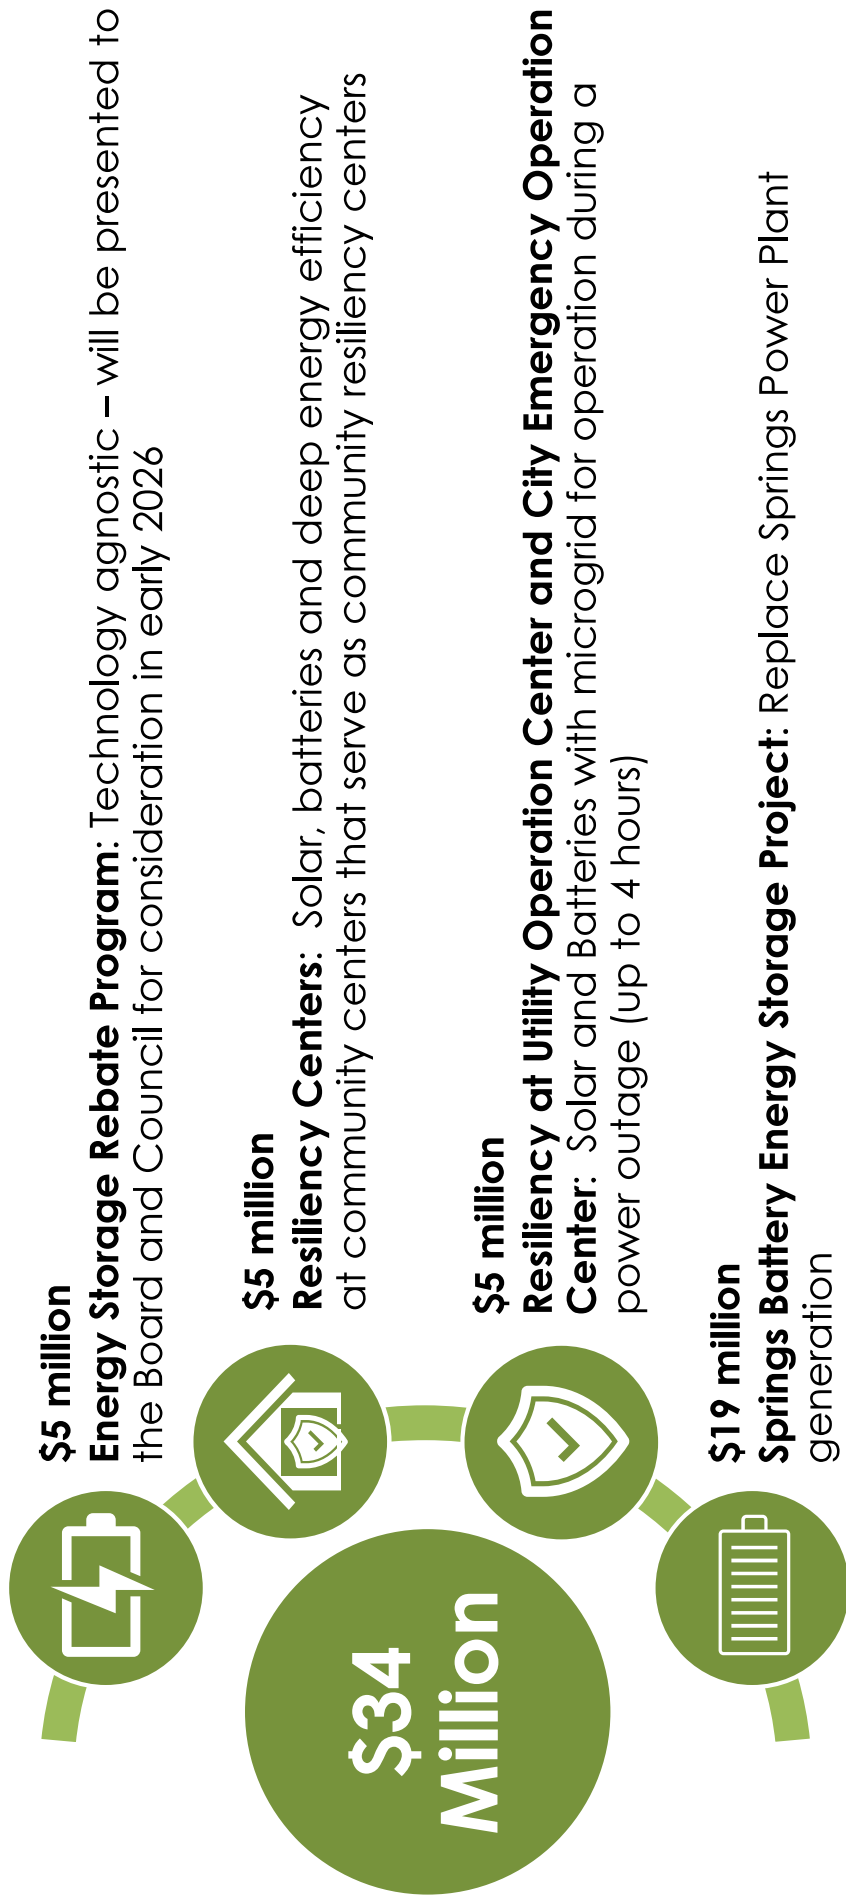 $34
Million
$5 million
Energy Storage Rebate Program: Technology agnostic – will be presented to
the Board and Council for consideration in early 2026
$5 million
Resiliency Centers: Solar, batteries and deep energy efficiency
at community centers that serve as community resiliency centers
$5 million
Resiliency at Utility Operation Center and City Emergency Operation
Center: Solar and Batteries with microgrid for operation during a
power outage (up to 4 hours)
$19 million
Springs Battery Energy Storage Project: Replace Springs Power Plant
generation